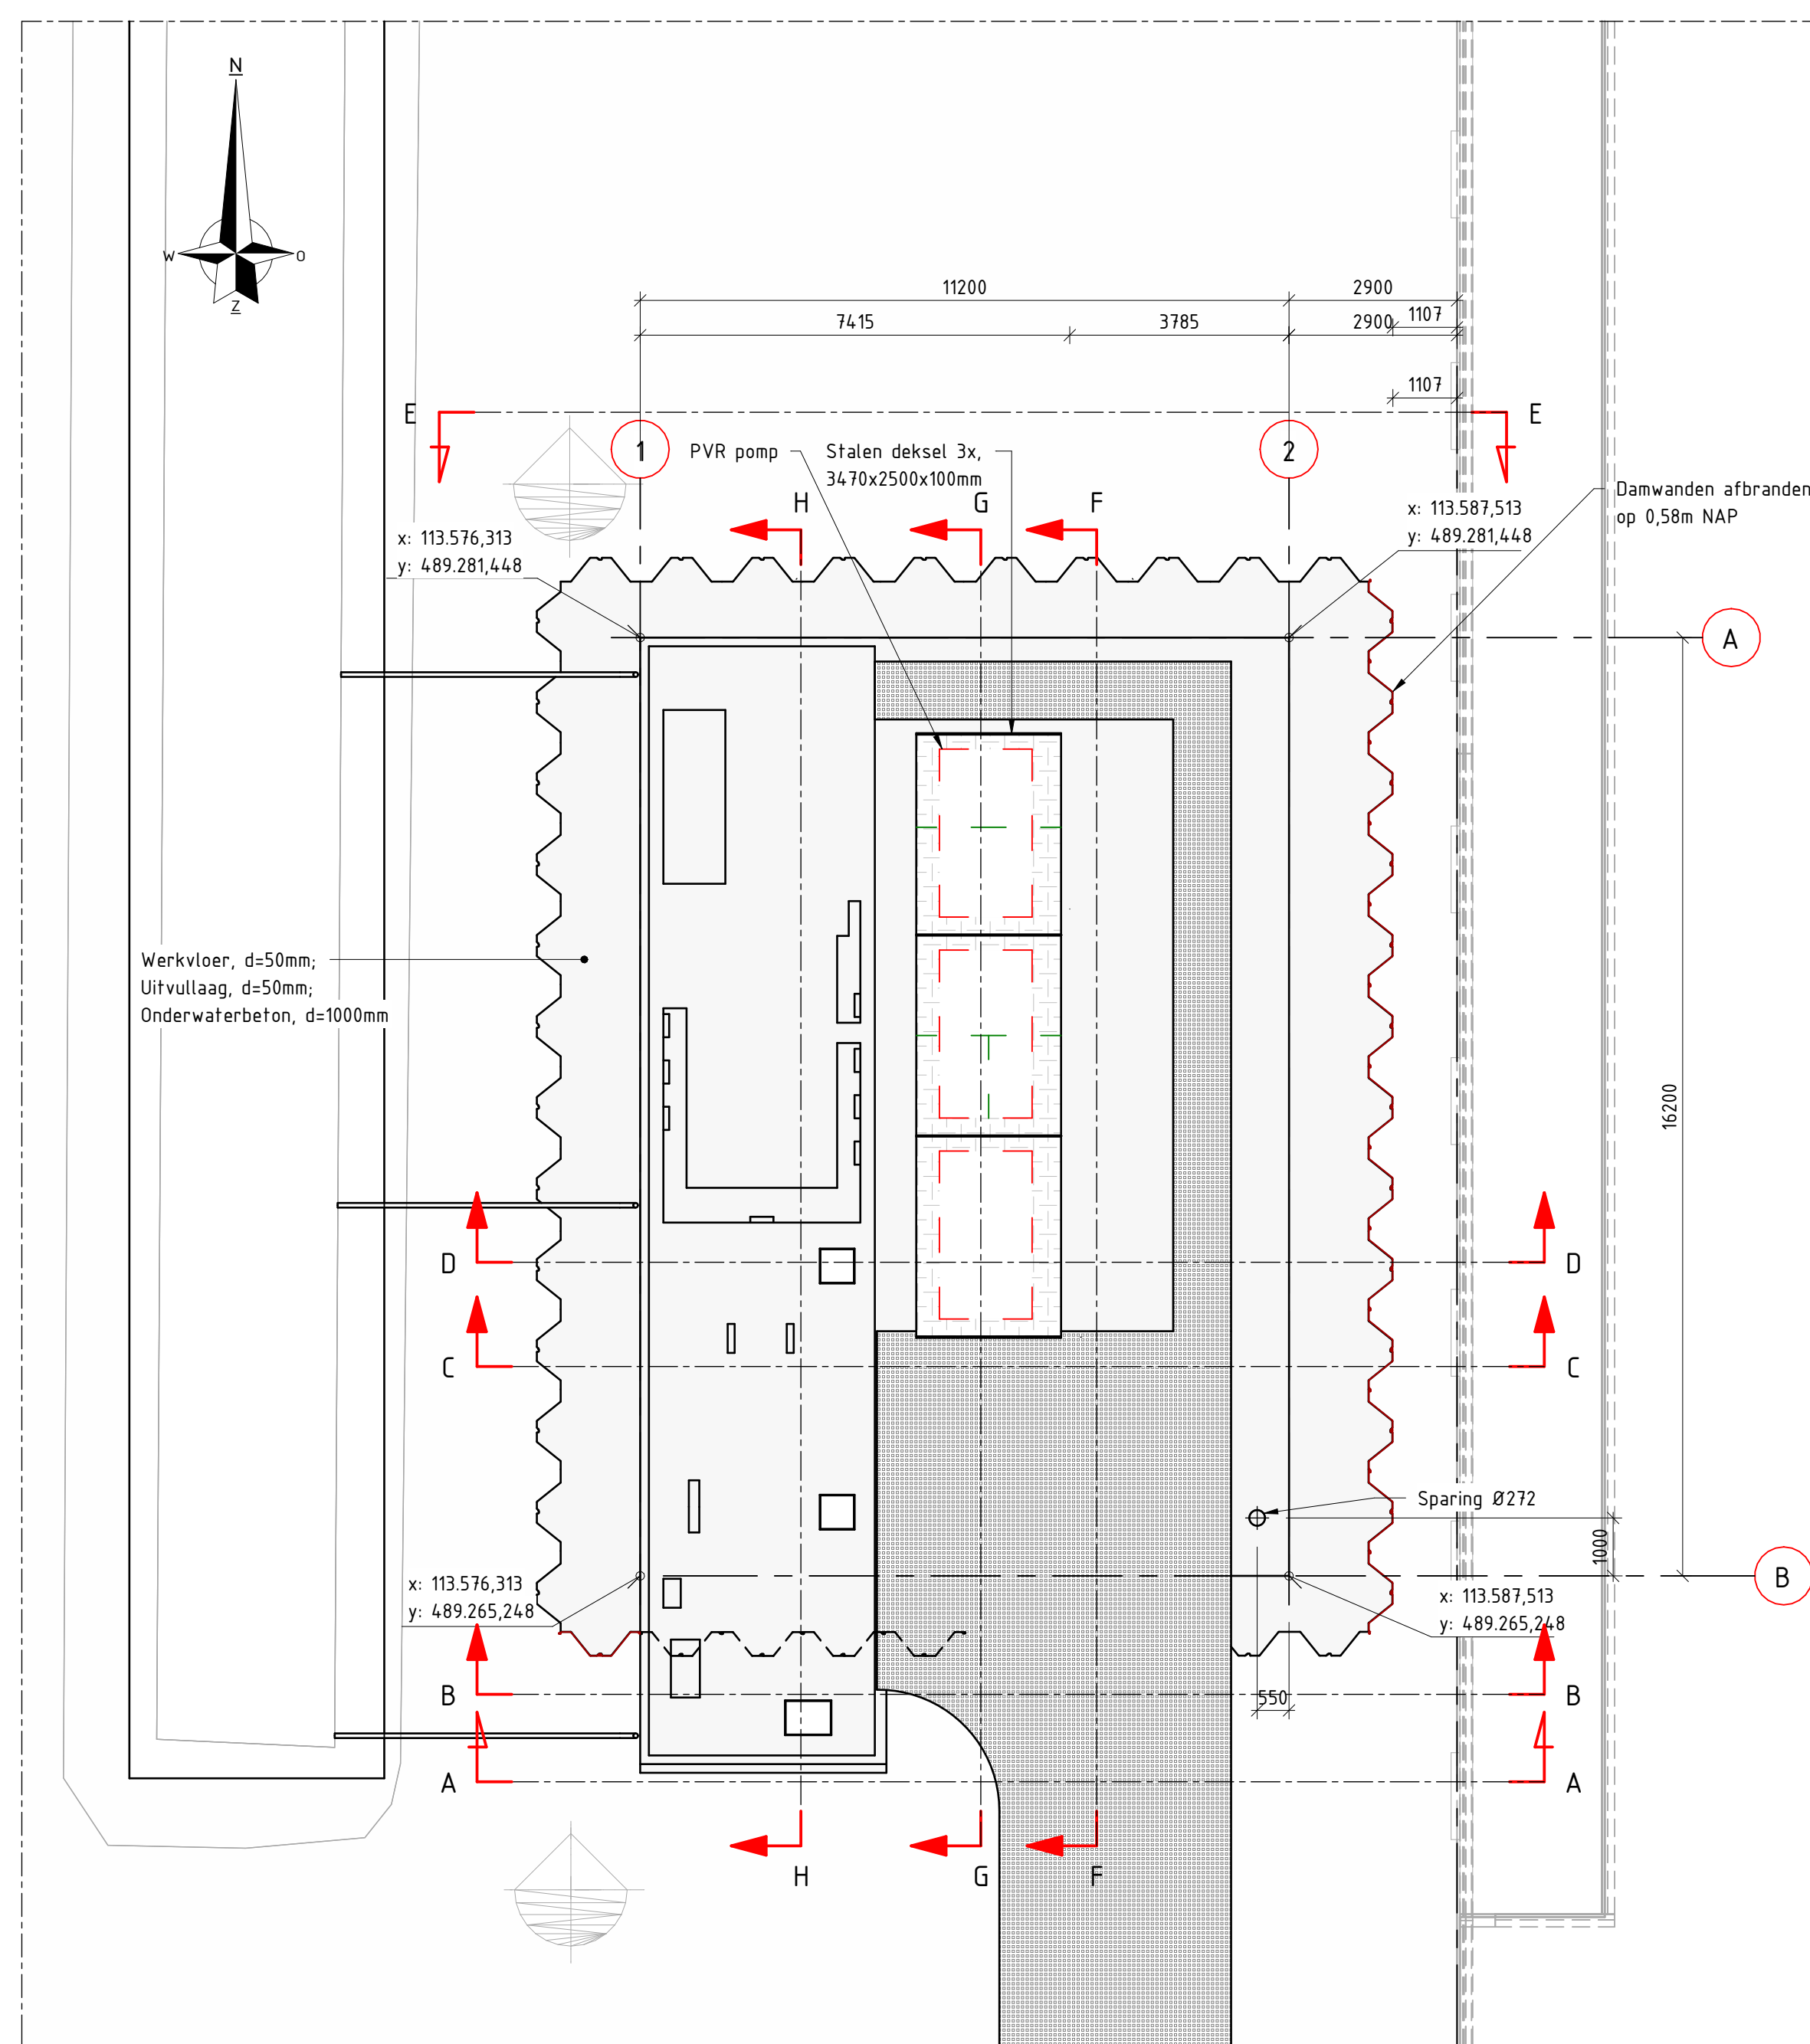 N
W
O
Z
11200
2900
7415
3785
2900
1107
1107
E
E
1
2
PVR pomp
Stalen deksel 3x,
3470x2500x100mm
H
G
F
Damwanden afbranden
op 0,58m NAP
x: 113.576,313
y: 489.281,448
x: 113.587,513
y: 489.281,448
A
Werkvloer, d=50mm;
Uitvullaag, d=50mm;
Onderwaterbeton, d=1000mm
16200
D
D
C
C
Sparing Ø272
1000
B
x: 113.576,313
y: 489.265,248
x: 113.587,513
y: 489.265,248
B
B
550
A
A
H
G
F